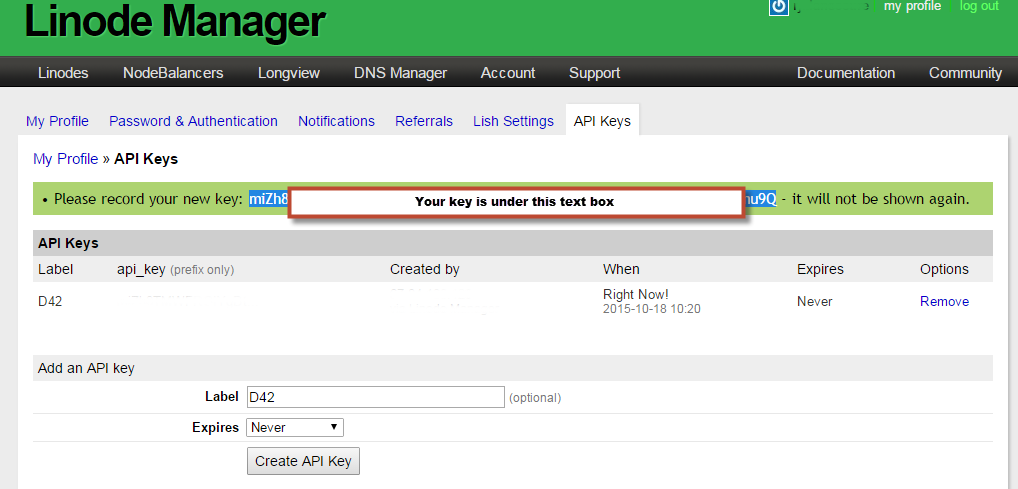 Linode Manager
my profile log out
Linodes NodeBalancers Longview DNS Manager Account Support Documentation Community
My Profile Password & Authentication Notifications Referrals Lish Settings API Keys
My Profile » API Keys
• Please record your new key: miZh8 Your key is under this text box nu9Q - it will not be shown again.
API Keys
Label api_key (prefix only) Created by When Expires Options
D42 Right Now! Never Remove
2015-10-18 10:20
Add an API key
Label D42 (optional)
Expires Never
Create API Key